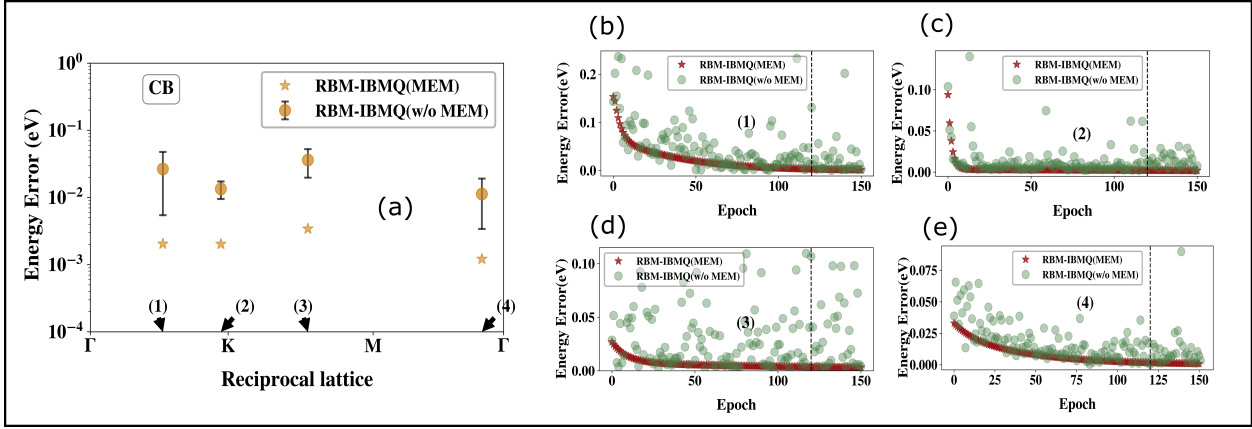 (a)
CB
RBM-IBMQ(MEM)
RBM-IBMQ(w/o MEM)
Energy Error (eV)
10⁰
10⁻¹
10⁻²
10⁻³
10⁻⁴
(1)
(2)
(3)
(4)
Γ
K
M
Γ
Reciprocal lattice
(b)
RBM-IBMQ(MEM)
RBM-IBMQ(w/o MEM)
(1)
Energy Error(eV)
0.2
0.1
0.0
0 50 100 150
Epoch
(c)
RBM-IBMQ(MEM)
RBM-IBMQ(w/o MEM)
(2)
Energy Error(eV)
0.10
0.05
0.00
0 50 100 150
Epoch
(d)
RBM-IBMQ(MEM)
RBM-IBMQ(w/o MEM)
(3)
Energy Error(eV)
0.10
0.05
0.00
0 50 100 150
Epoch
(e)
RBM-IBMQ(MEM)
RBM-IBMQ(w/o MEM)
(4)
Energy Error(eV)
0.075
0.050
0.025
0.000
0 25 50 75 100 125 150
Epoch